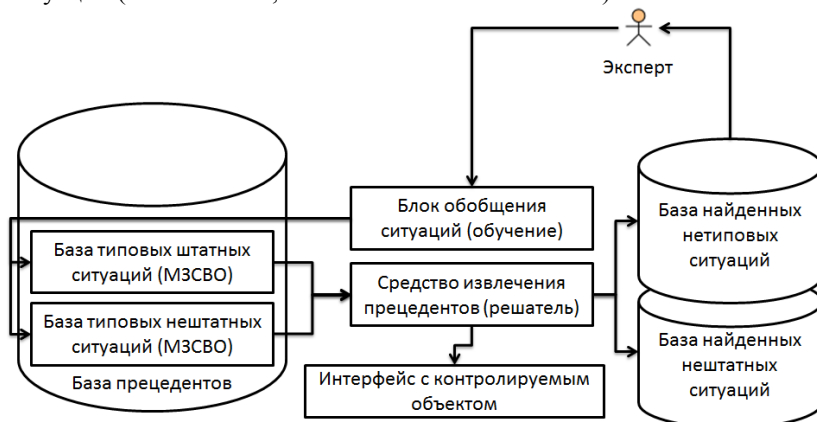 Эксперт
Блок обобщения
ситуаций (обучение)
База найденных
нетиповых
ситуаций
База типовых штатных
ситуаций (МЗСВО)
Средство извлечения
прецедентов (решатель)
База типовых нештатных
ситуаций (МЗСВО)
База найденных
нештатных
ситуаций
База прецедентов
Интерфейс с контролируемым
объектом